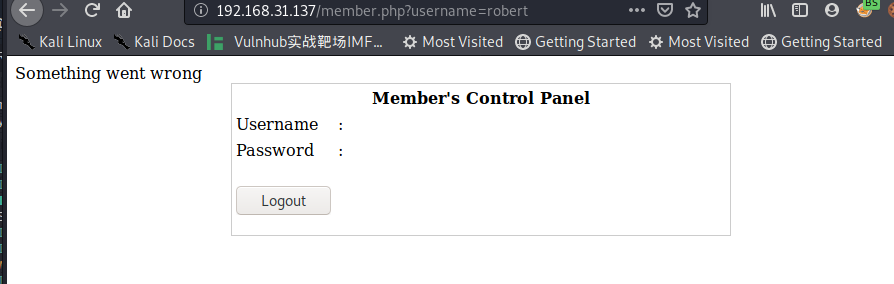 192.168.31.137/member.php?username=robert
BS
Kali Linux Kali Docs Vulnhub实战靶场IMF… Most Visited Getting Started Most Visited Getting Started
Something went wrong
Member's Control Panel
Username :
Password :
Logout